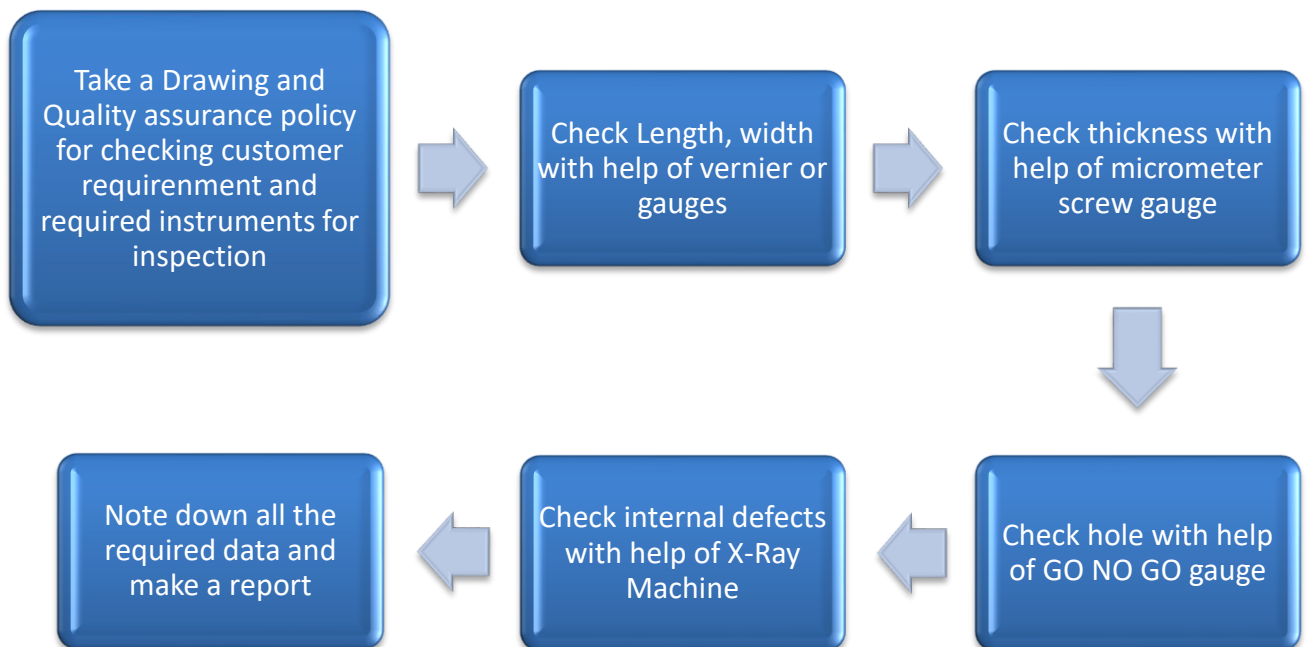 Take a Drawing and
Quality assurance policy
for checking customer
requirenment and
required instruments for
inspection
Check Length, width
with help of vernier or
gauges
Check thickness with
help of micrometer
screw gauge
Check hole with help
of GO NO GO gauge
Check internal defects
with help of X-Ray
Machine
Note down all the
required data and
make a report